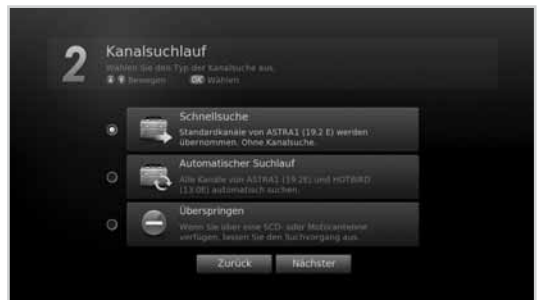 2
Kanalsuchlauf
Wählen Sie den Typ der Kanalsuche aus.
Bewegen OK Wählen
Schnellsuche
Standardkanäle von ASTRA1 (19.2 E) werden
übernommen. Ohne Kanalsuche.
Automatischer Suchlauf
Alle Kanäle von ASTRA1 (19.2E) und HOTBIRD
(13.0E) automatisch suchen.
Überspringen
Wenn Sie über eine SCD- oder Motorantenne
verfügen, lassen Sie den Suchvorgang aus.
Zurück Nächster